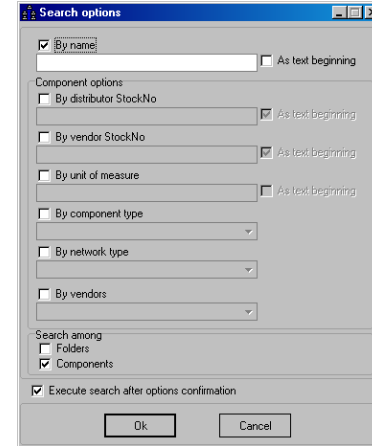 Search options
By name
As text beginning
Component options
By distributor StockNo
As text beginning
By vendor StockNo
As text beginning
By unit of measure
As text beginning
By component type
By network type
By vendors
Search among
Folders
Components
Execute search after options confirmation
Ok Cancel